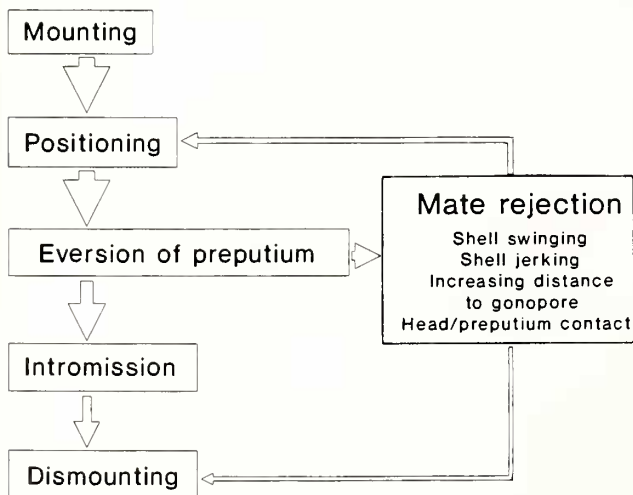 Mounting
Positioning
Eversion of preputium
Mate rejection
Shell swinging
Shell jerking
Increasing distance
to gonopore
Head/preputium contact
Intromission
Dismounting